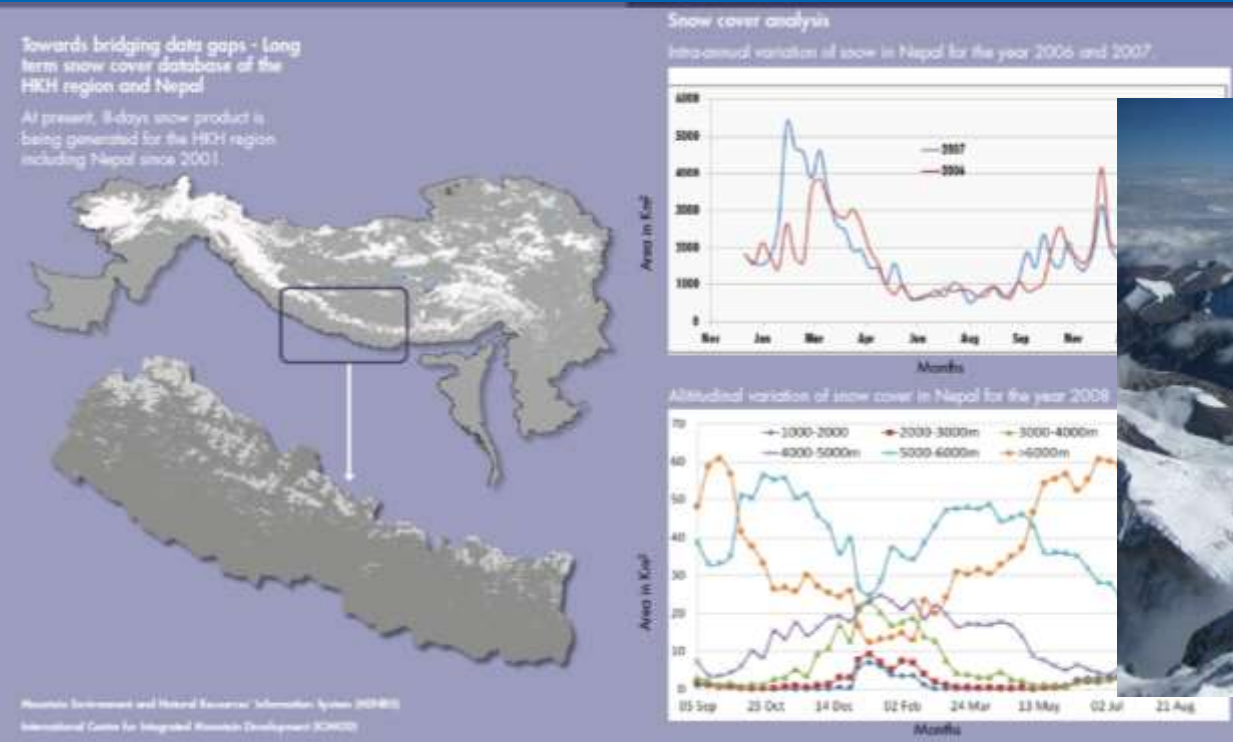 Towards bridging data gaps - Long
term snow cover database of the
HKH region and Nepal
At present, 8-days snow product is
being generated for the HKH region
including Nepal since 2001.
Mountain Environment and Natural Resources' Information System (MENRIS)
International Centre for Integrated Mountain Development (ICIMOD)
Snow cover analysis
Intra-annual variation of snow in Nepal for the year 2006 and 2007.
6000
5000
4000
3000
2000
1000
0
2007
2006
Area in Km²
Nov Jan Mar Apr Jun Aug Sep Nov
Months
Altitudinal variation of snow cover in Nepal for the year 2008
70
60
50
40
30
20
10
0
1000-2000 2000-3000m 3000-4000m
4000-5000m 5000-6000m >6000m
Area in Km²
05 Sep 25 Oct 14 Dec 02 Feb 24 Mar 13 May 02 Jul 21 Aug
Months